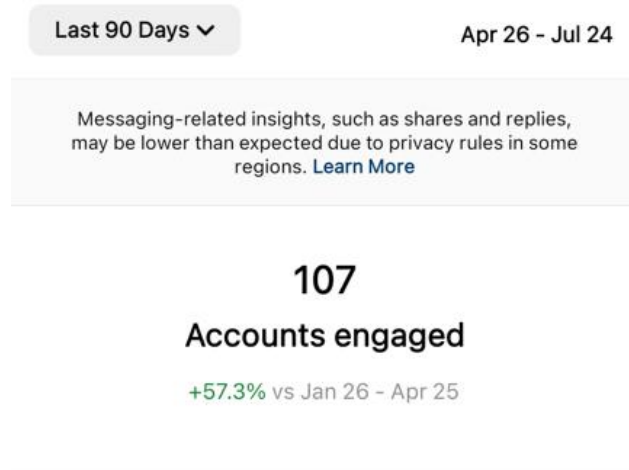 Last 90 Days
Apr 26 - Jul 24
Messaging-related insights, such as shares and replies,
may be lower than expected due to privacy rules in some
regions. Learn More
107
Accounts engaged
+57.3% vs Jan 26 - Apr 25